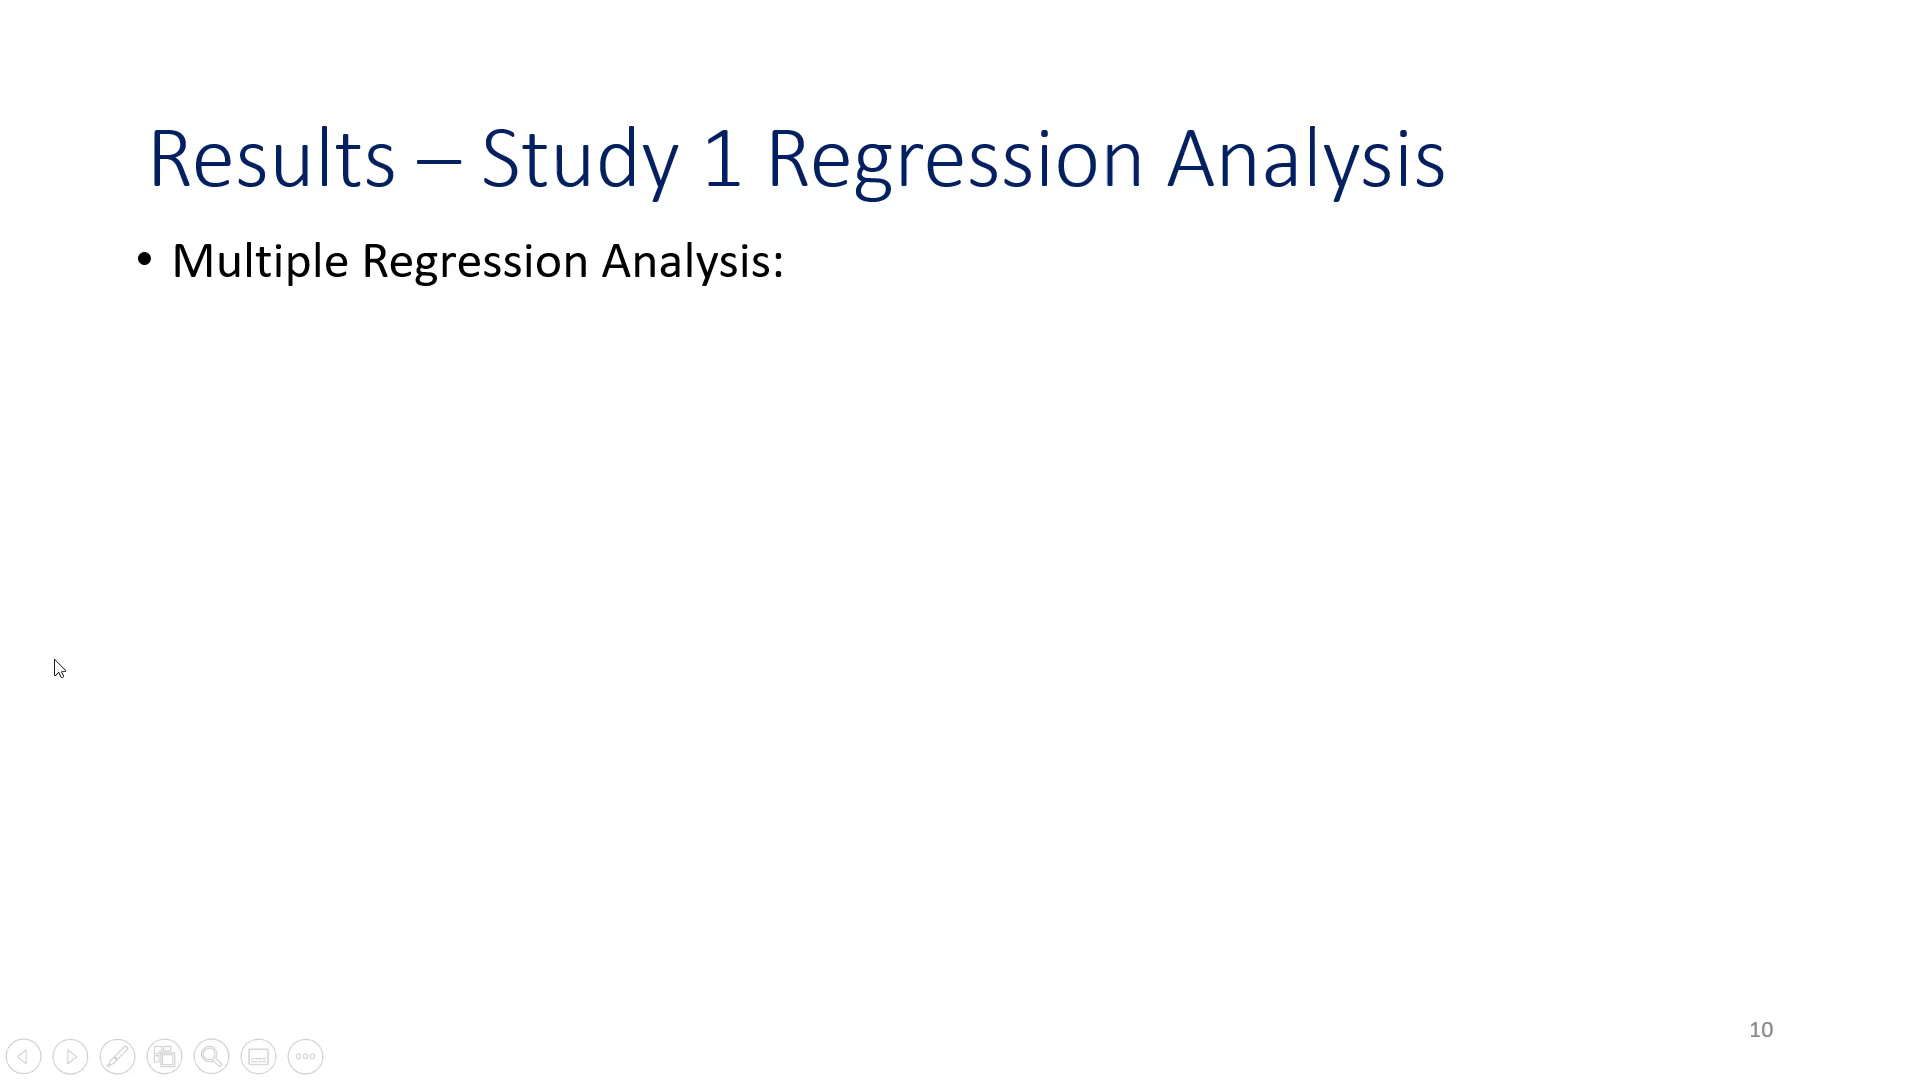 Results – Study 1 Regression Analysis
• Multiple Regression Analysis:
10